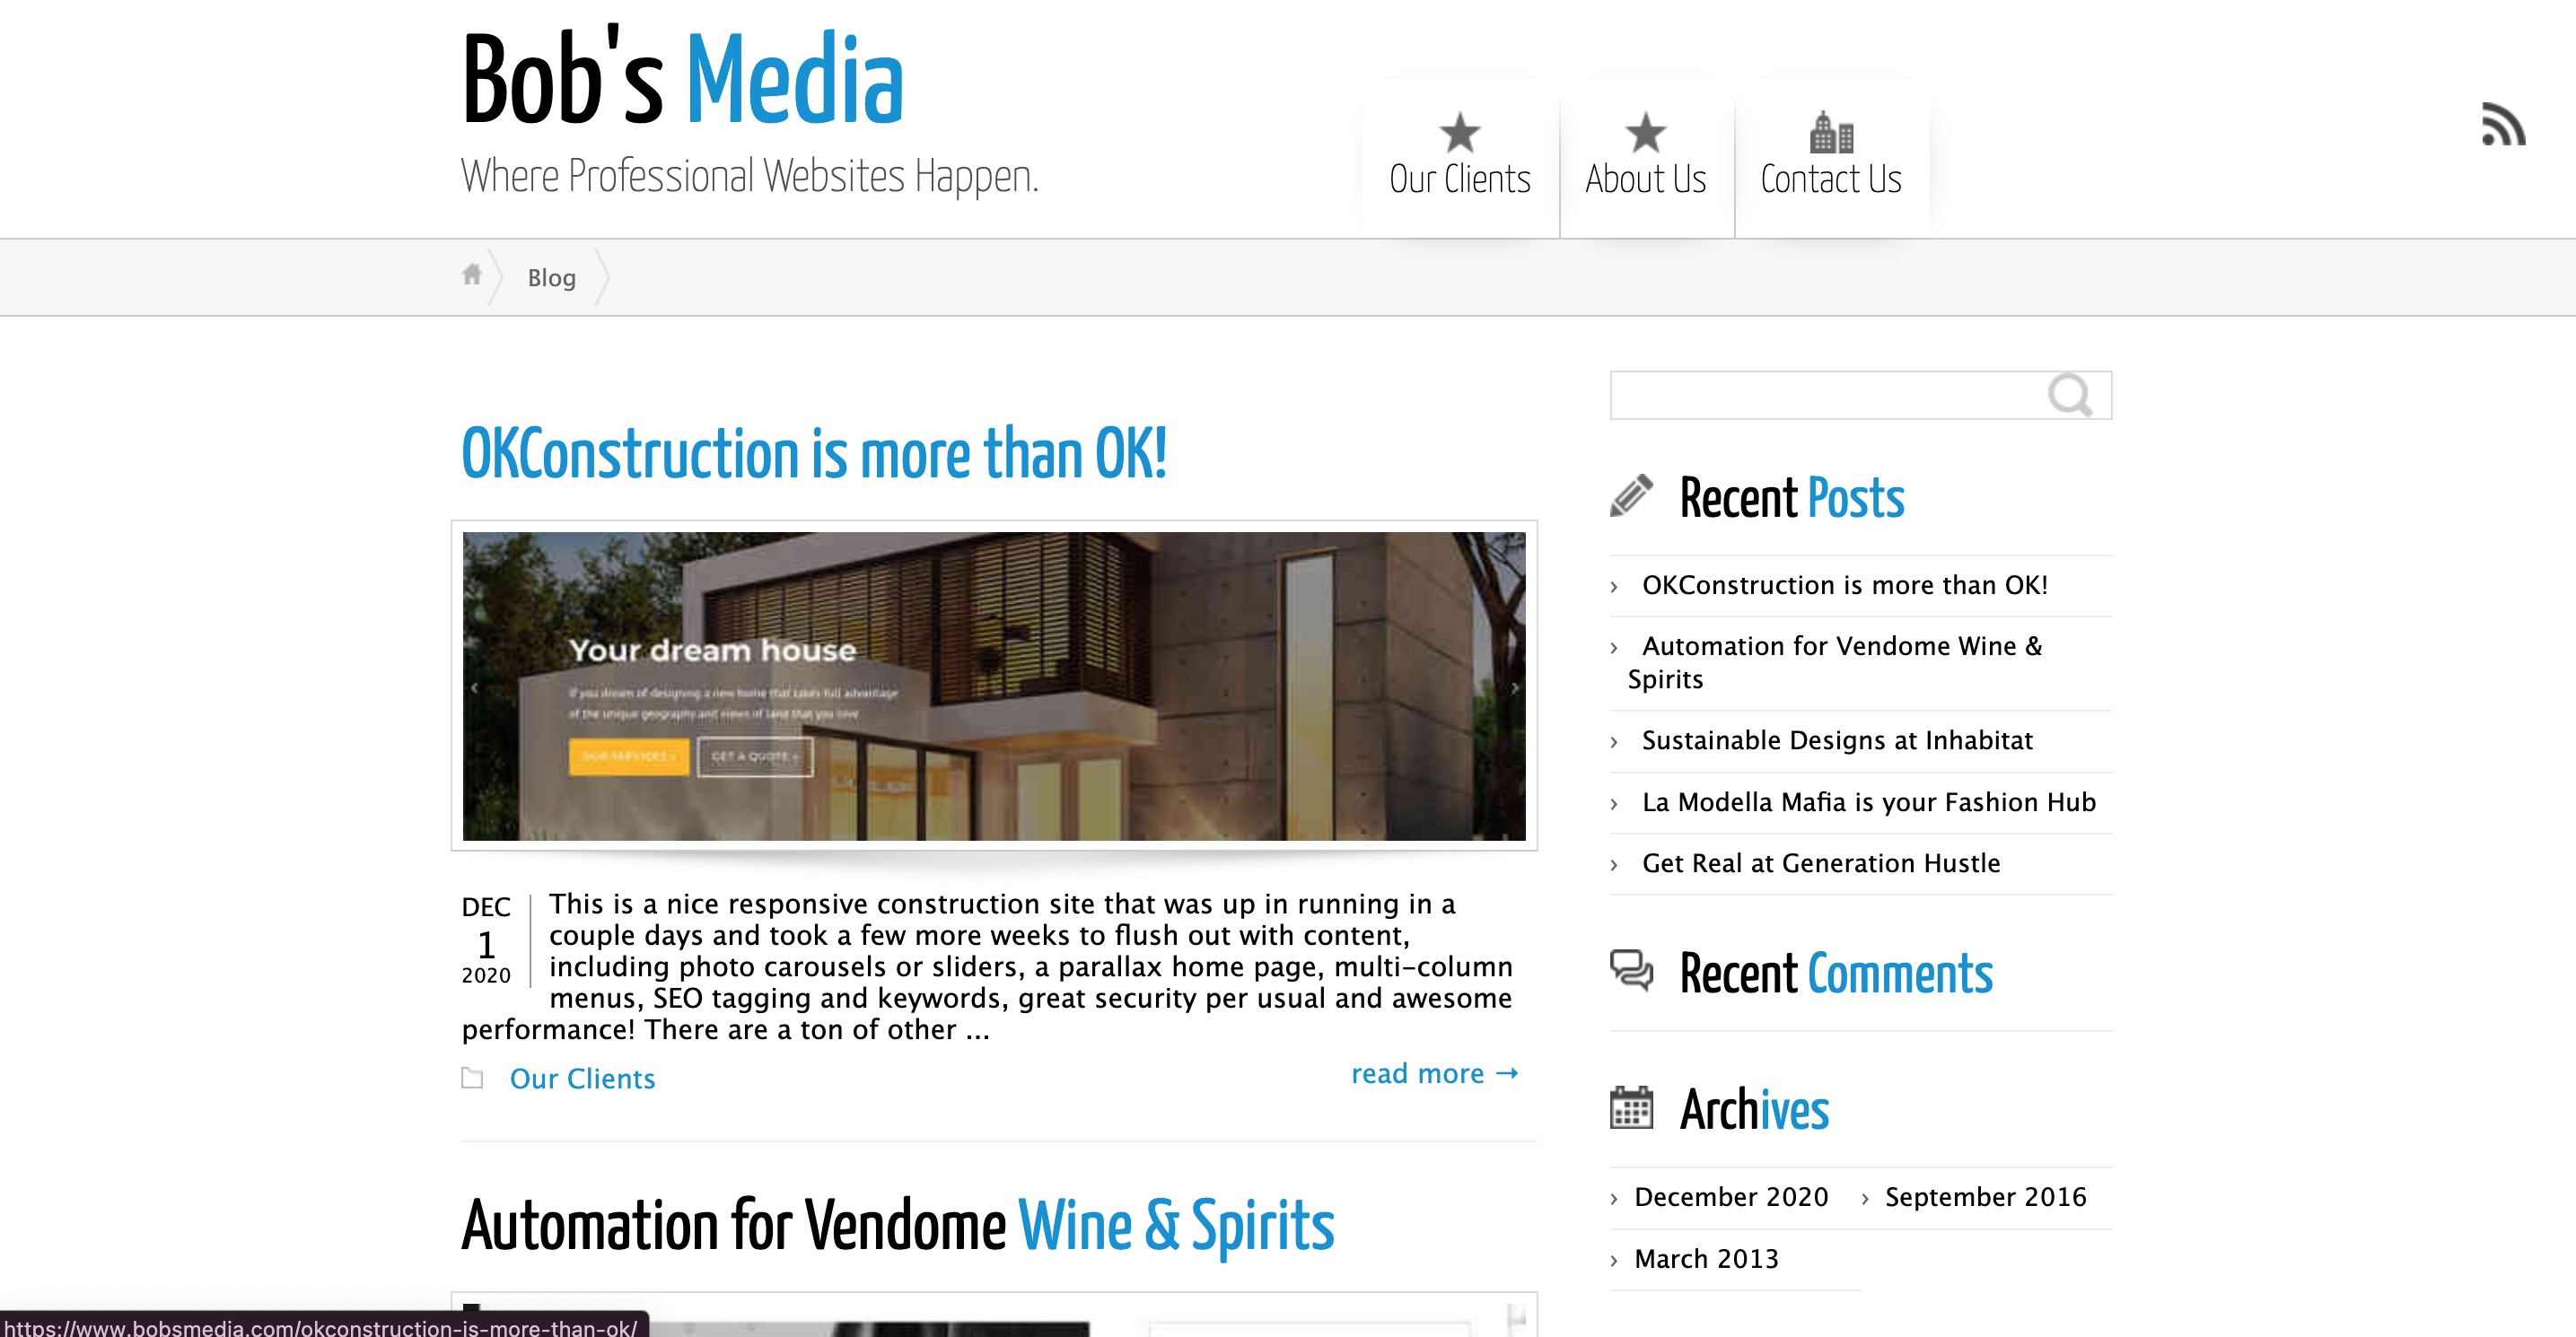 Bob's Media
Where Professional Websites Happen.
Our Clients
About Us
Contact Us
Blog
OKConstruction is more than OK!
Your dream house
If you dream of designing a new home that takes full advantage
of the unique geography and views of land that you love
OUR SERVICES »
GET A QUOTE »
DEC
1
2020
This is a nice responsive construction site that was up in running in a
couple days and took a few more weeks to flush out with content,
including photo carousels or sliders, a parallax home page, multi-column
menus, SEO tagging and keywords, great security per usual and awesome
performance! There are a ton of other ...
Our Clients
read more →
Automation for Vendome Wine & Spirits
Recent Posts
› OKConstruction is more than OK!
› Automation for Vendome Wine &
Spirits
› Sustainable Designs at Inhabitat
› La Modella Mafia is your Fashion Hub
› Get Real at Generation Hustle
Recent Comments
Archives
› December 2020 › September 2016
› March 2013
https://www.bobsmedia.com/okconstruction-is-more-than-ok/